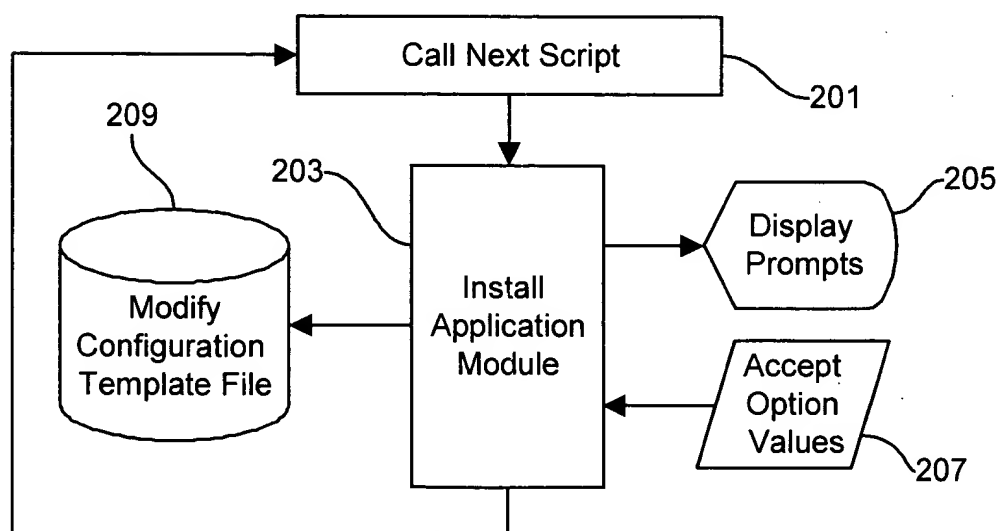 Call Next Script
201
209
203
205
Display
Prompts
Install
Application
Module
Modify
Configuration
Template File
Accept
Option
Values
207